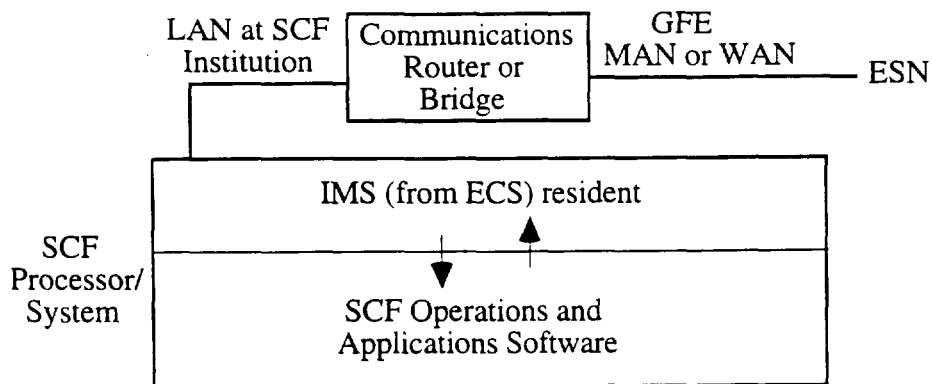 LAN at SCF
Institution
Communications
Router or
Bridge
GFE
MAN or WAN
ESN
IMS (from ECS) resident
SCF
Processor/
System
SCF Operations and
Applications Software